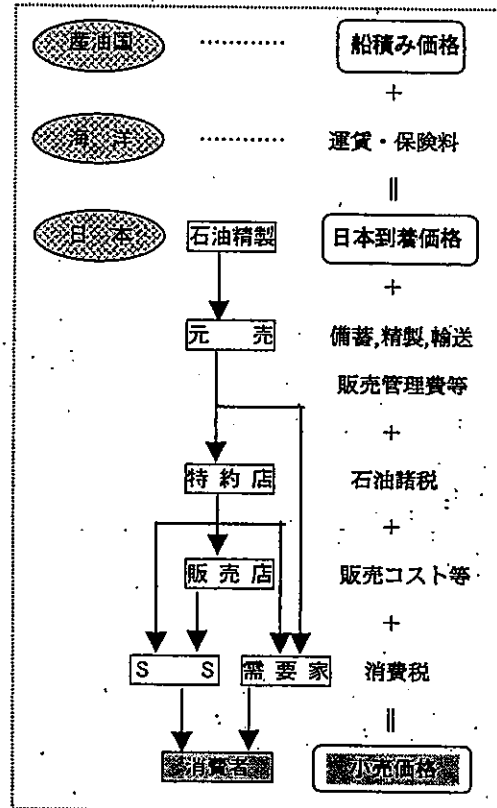 産油国 ‥‥‥‥ 船積み価格
+
海 洋 ‥‥‥‥ 運賃・保険料
||
日 本 石油精製 日本到着価格
+
元 売 備蓄,精製,輸送
販売管理費等
+
特 約 店 石油諸税
+
販 売 店 販売コスト等
+
S S 需 要 家 消費税
||
消費者 小売価格